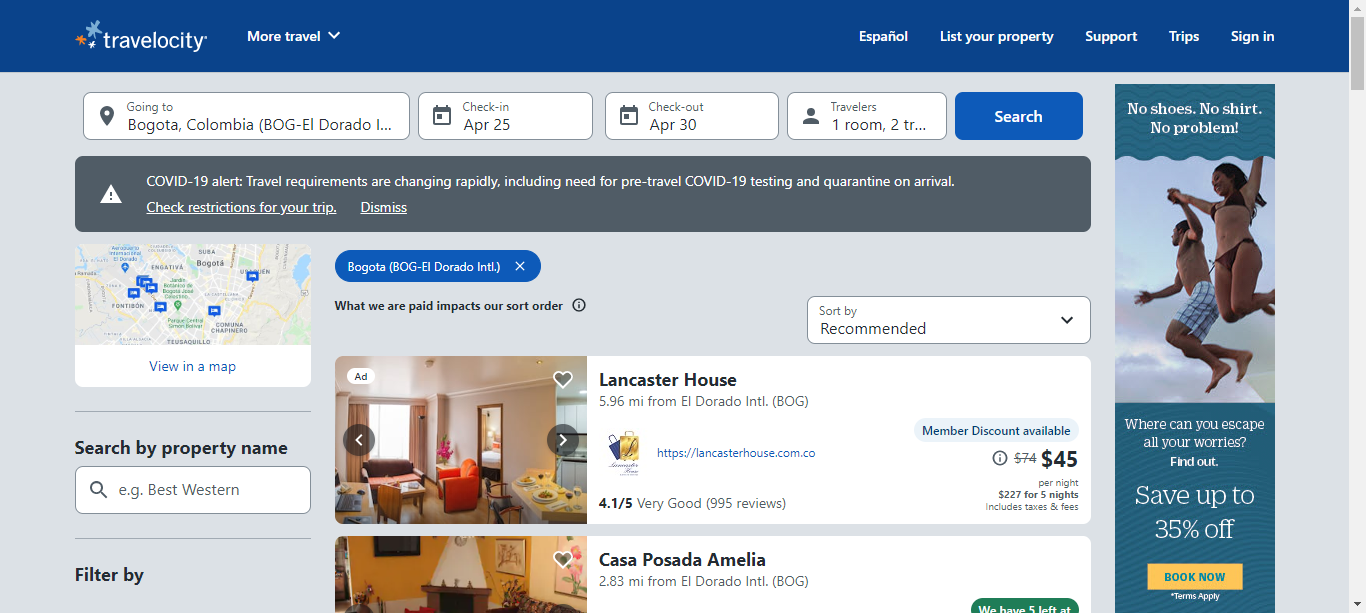 travelocity
More travel
Español
List your property
Support
Trips
Sign in
Going to
Bogota, Colombia (BOG-El Dorado I...
Check-in
Apr 25
Check-out
Apr 30
Travelers
1 room, 2 tr...
Search
COVID-19 alert: Travel requirements are changing rapidly, including need for pre-travel COVID-19 testing and quarantine on arrival.
Check restrictions for your trip.
Dismiss
SUBA
Bogotá
ENGATIVÁ
FONTIBÓN
COMUNA
CHAPINERO
TEUSAQUILLO
View in a map
Search by property name
e.g. Best Western
Filter by
Bogota (BOG-El Dorado Intl.)
What we are paid impacts our sort order
Sort by
Recommended
Ad
Lancaster House
5.96 mi from El Dorado Intl. (BOG)
Lancaster
House
https://lancasterhouse.com.co
4.1/5 Very Good (995 reviews)
Member Discount available
$74 $45
per night
$227 for 5 nights
Includes taxes & fees
Casa Posada Amelia
2.83 mi from El Dorado Intl. (BOG)
We have 5 left at
No shoes. No shirt.
No problem!
Where can you escape
all your worries?
Find out.
Save up to
35% off
BOOK NOW
*Terms Apply